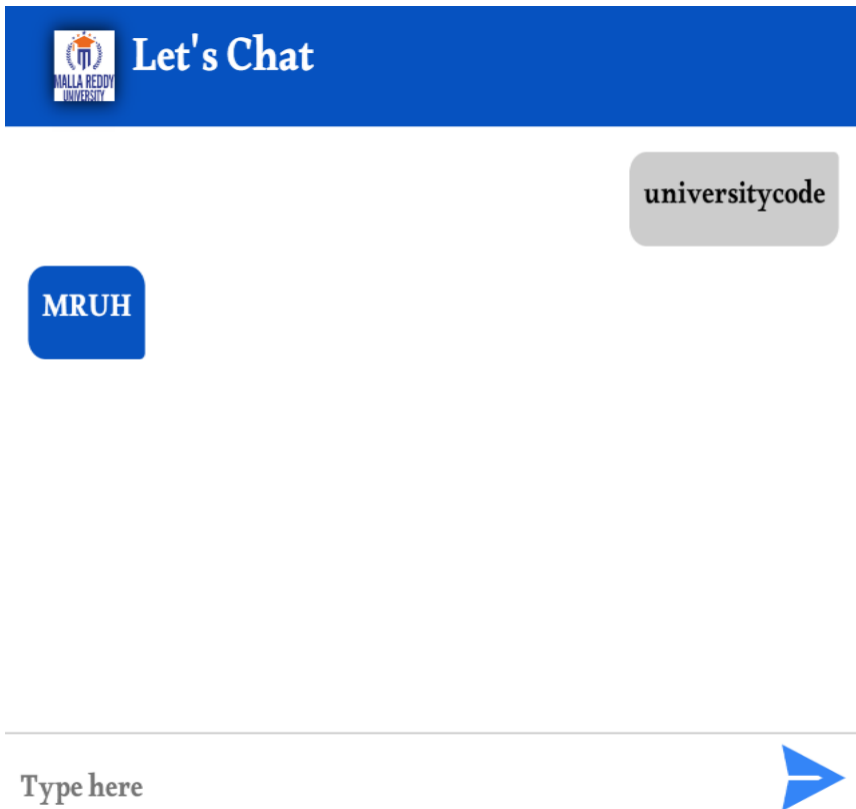 Let's Chat
MALLA REDDY
UNIVERSITY
universitycode
MRUH
Type here